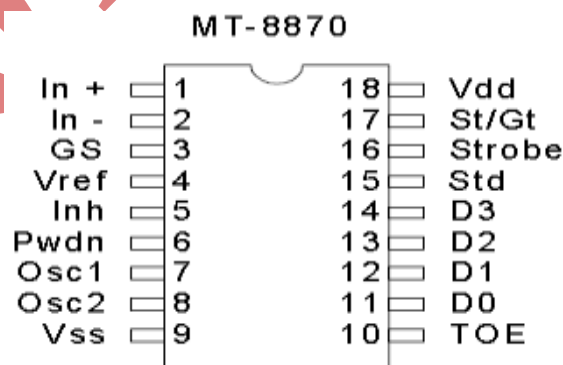 MT-8870
In + 1 18 Vdd
In - 2 17 St/Gt
GS 3 16 Strobe
Vref 4 15 Std
Inh 5 14 D3
Pwdn 6 13 D2
Osc1 7 12 D1
Osc2 8 11 D0
Vss 9 10 TOE